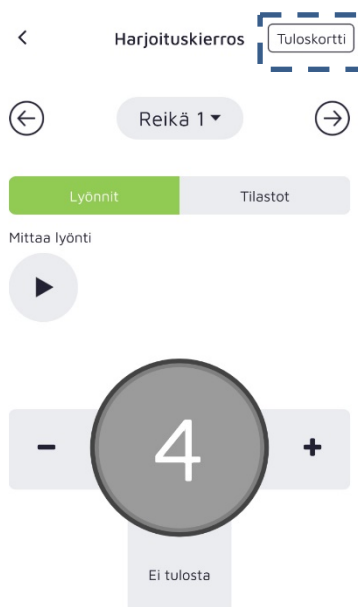 Harjoituskierros
Tuloskortti
Reikä 1
Lyönnit
Tilastot
Mittaa lyönti
4
Ei tulosta